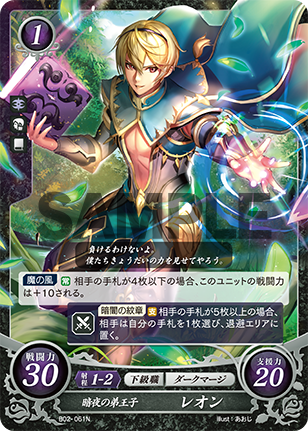 1
SAMPLE
負けるわけないよ。
僕たちきょうだいの力を見せてやろう。
魔の風 常 相手の手札が4枚以下の場合、このユニットの戦闘力
は+10される。
暗闇の紋章 支 相手の手札が5枚以上の場合、
相手は自分の手札を1枚選び、退避エリアに
置く。
戦闘力
30
射程 1-2 下級職 ダークマージ
支援力
20
暗夜の弟王子 レオン
B02-061N
Illust:あおじ